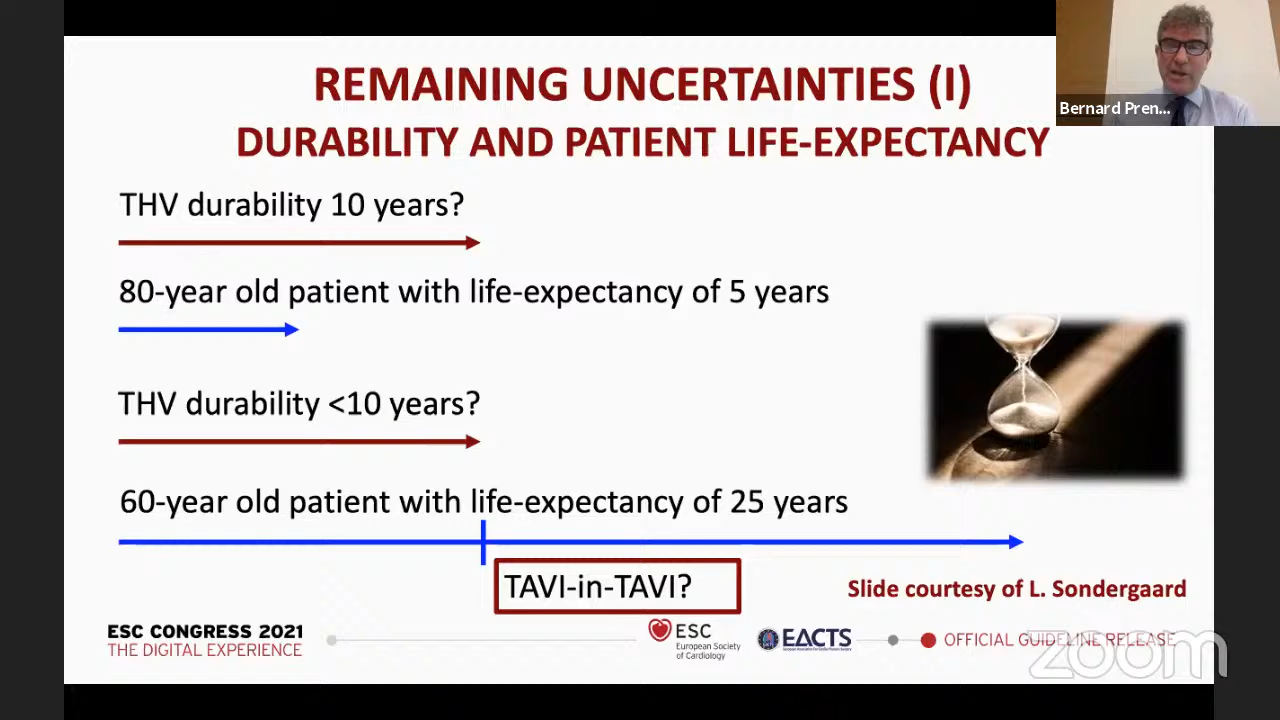 REMAINING UNCERTAINTIES (I)
DURABILITY AND PATIENT LIFE-EXPECTANCY
Bernard Pren...
THV durability 10 years?
80-year old patient with life-expectancy of 5 years
THV durability <10 years?
60-year old patient with life-expectancy of 25 years
TAVI-in-TAVI?
Slide courtesy of L. Sondergaard
ESC CONGRESS 2021
THE DIGITAL EXPERIENCE
ESC
European Society
of Cardiology
EACTS
OFFICIAL GUIDELINE RELEASE
zoom